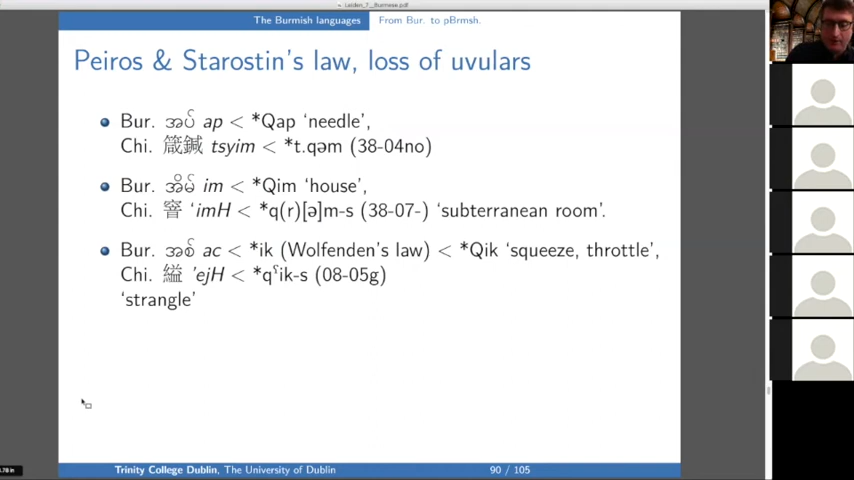 Leiden_7__Burmese.pdf
The Burmish languages From Bur. to pBrmsh.
Peiros & Starostin's law, loss of uvulars
Bur. အပ် ap < *Qap ‘needle’,
Chi. 箴鍼 tsyim < *t.qəm (38-04no)
Bur. အိမ် im < *Qim ‘house’,
Chi. 窨 ‘imH < *q(r)[ə]m-s (38-07-) ‘subterranean room’.
Bur. အစ် ac < *ik (Wolfenden's law) < *Qik ‘squeeze, throttle’,
Chi. 縊 ’ejH < *qˤik-s (08-05g)
‘strangle’
Trinity College Dublin, The University of Dublin 90 / 105